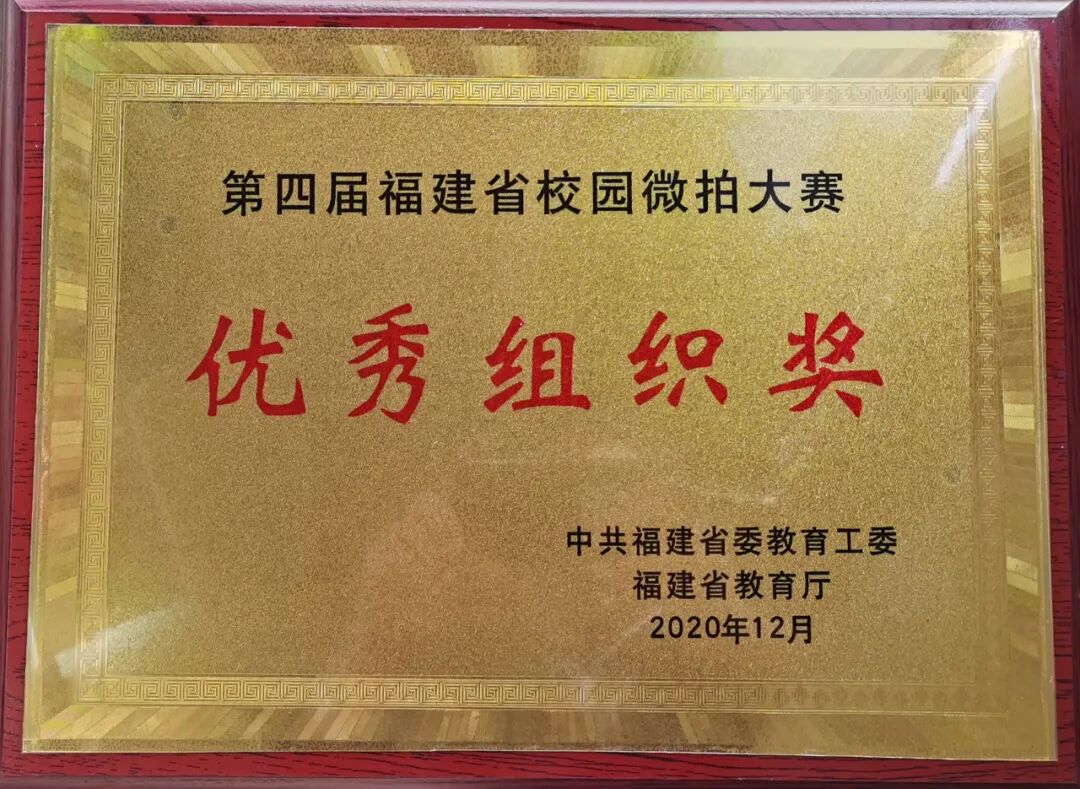 第四届福建省校园微拍大赛
优秀组织奖
中共福建省委教育工委
福建省教育厅
2020年12月